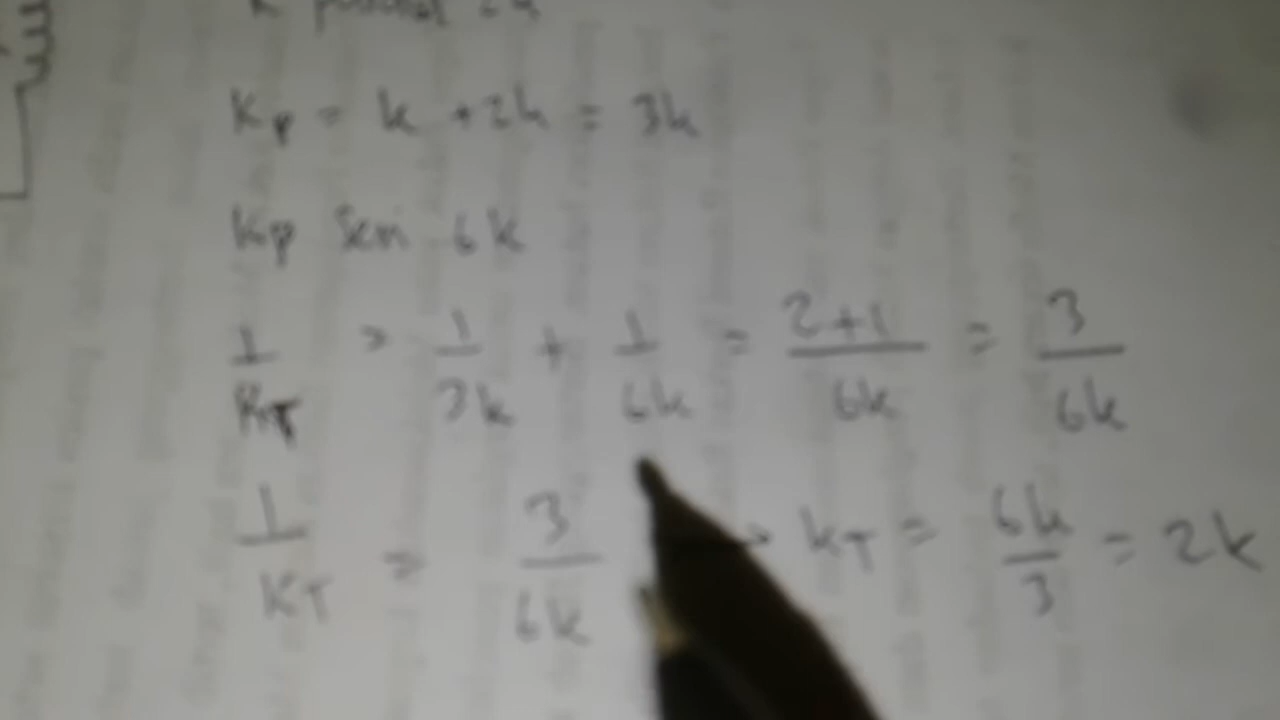 Kp = k + 2k = 3k
Kp Seri 6k
1/KT = 1/3k + 1/6k = 2+1/6k = 3/6k
1/KT = 3/6k → kT = 6k/3 = 2k